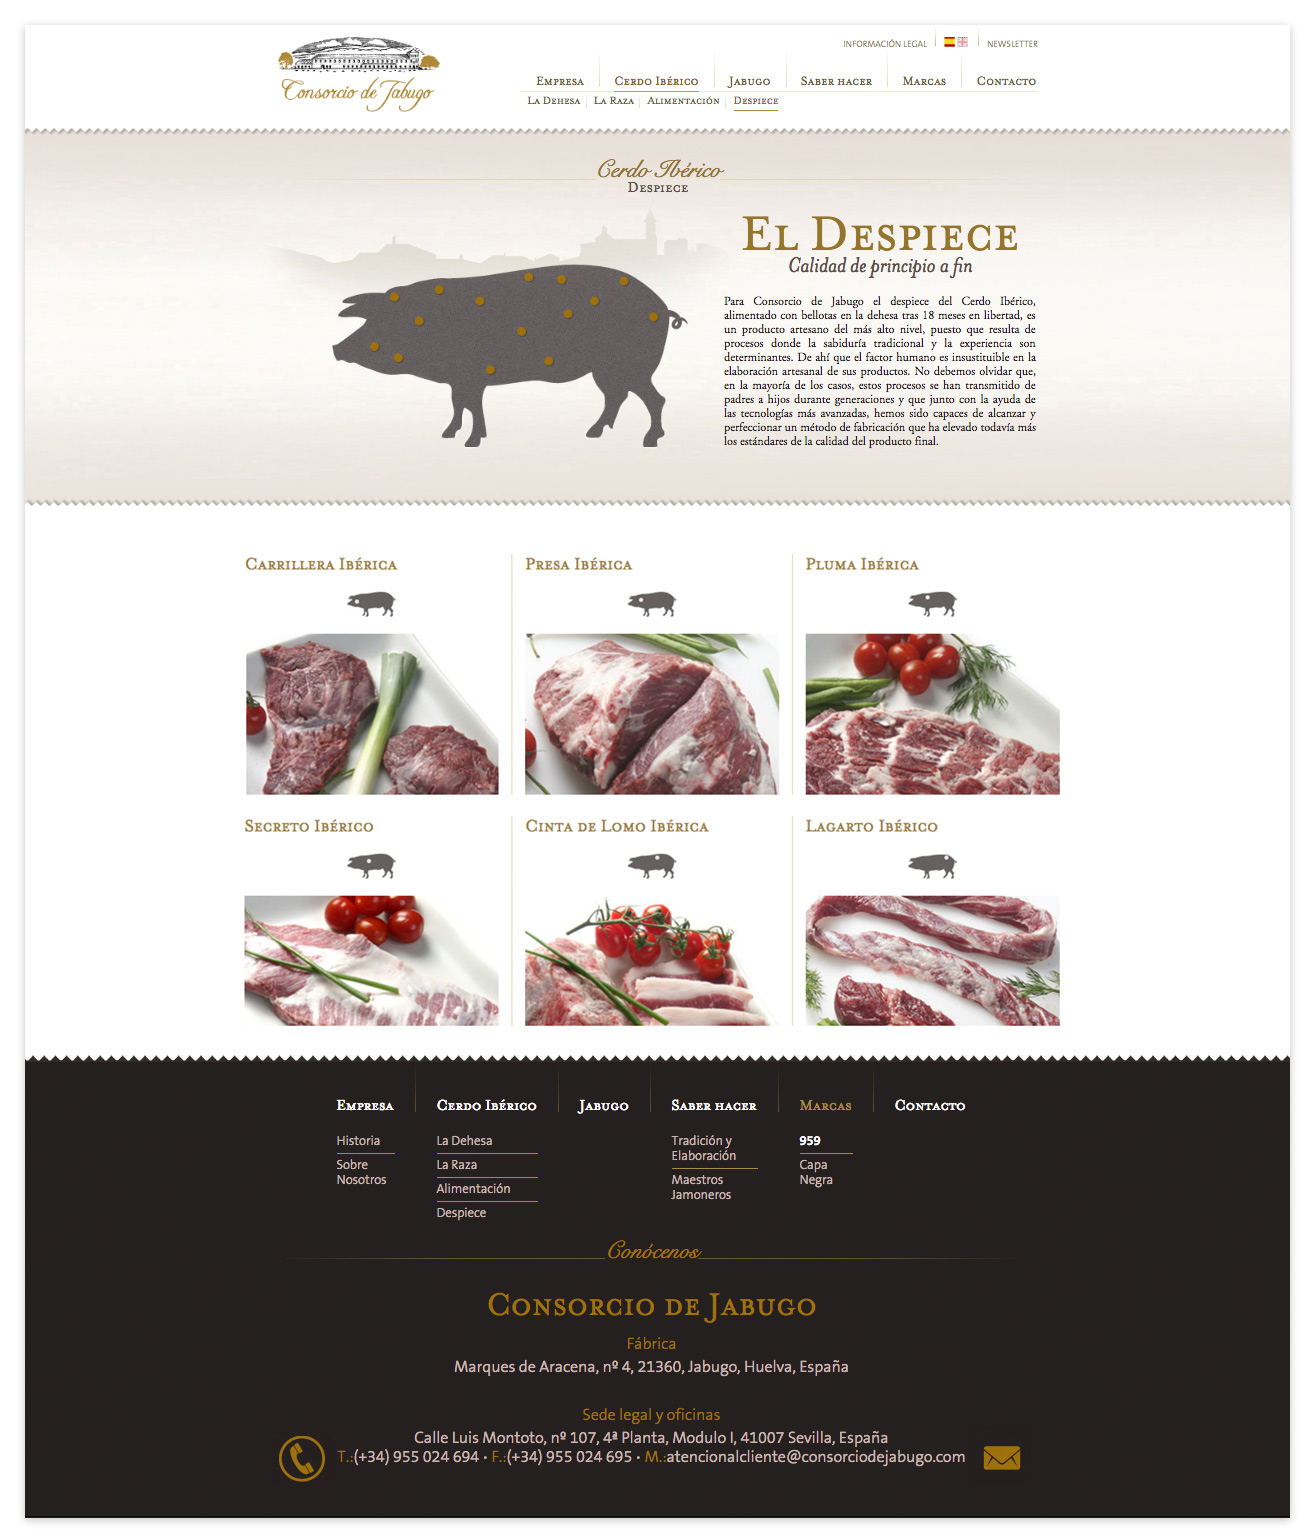 INFORMACIÓN LEGAL NEWSLETTER
Consorcio de Jabugo
Empresa Cerdo Ibérico Jabugo Saber hacer Marcas Contacto
La Dehesa La Raza Alimentación Despiece
Cerdo Ibérico
Despiece
El Despiece
Calidad de principio a fin
Para Consorcio de Jabugo el despiece del Cerdo Ibérico,
alimentado con bellotas en la dehesa tras 18 meses en libertad, es
un producto artesano del más alto nivel, puesto que resulta de
procesos donde la sabiduría tradicional y la experiencia son
determinantes. De ahí que el factor humano es insustituible en la
elaboración artesanal de sus productos. No debemos olvidar que,
en la mayoría de los casos, estos procesos se han transmitido de
padres a hijos durante generaciones y que junto con la ayuda de
las tecnologías más avanzadas, hemos sido capaces de alcanzar y
perfeccionar un método de fabricación que ha elevado todavía más
los estándares de la calidad del producto final.
Carrillera Ibérica
Presa Ibérica
Pluma Ibérica
Secreto Ibérico
Cinta de Lomo Ibérica
Lagarto Ibérico
Empresa
Historia
Sobre
Nosotros
Cerdo Ibérico
La Dehesa
La Raza
Alimentación
Despiece
Jabugo
Saber hacer
Tradición y
Elaboración
Maestros
Jamoneros
Marcas
959
Capa
Negra
Contacto
Conócenos
Consorcio de Jabugo
Fábrica
Marques de Aracena, nº 4, 21360, Jabugo, Huelva, España
Sede legal y oficinas
Calle Luis Montoto, nº 107, 4ª Planta, Modulo I, 41007 Sevilla, España
T.:(+34) 955 024 694 · F.:(+34) 955 024 695 · M.:atencionalcliente@consorciodejabugo.com